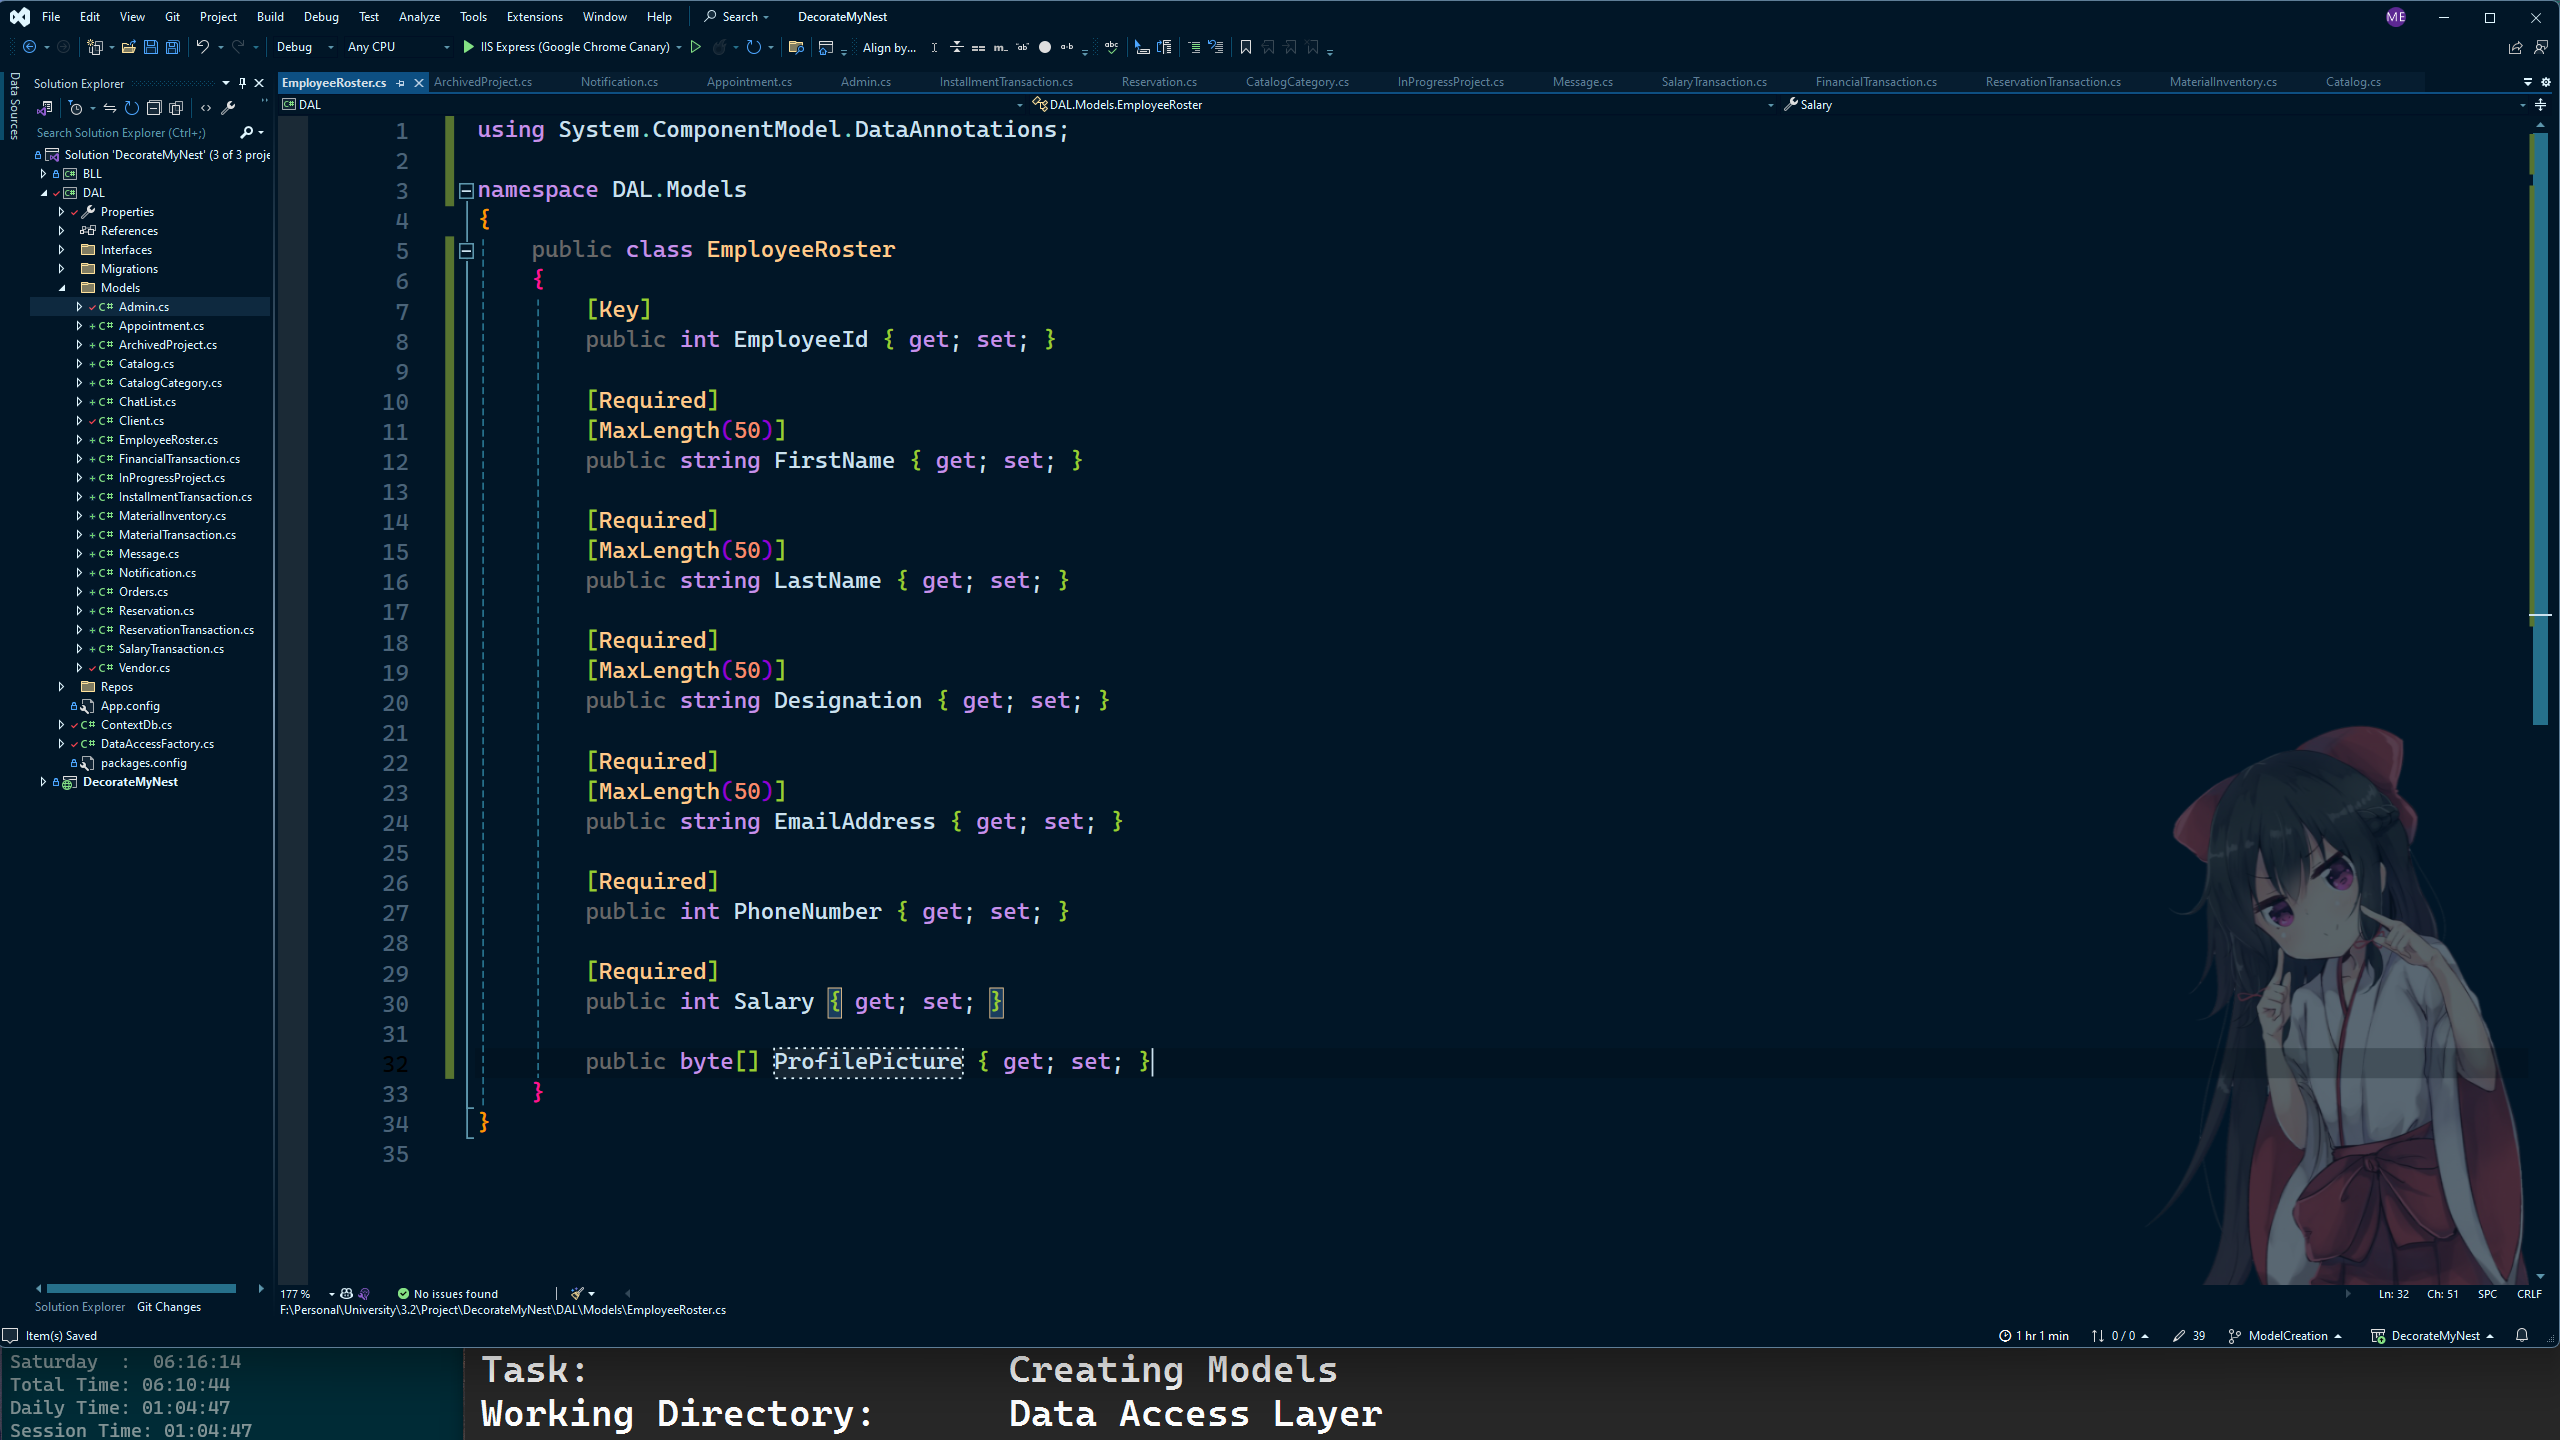 File Edit View Git Project Build Debug Test Analyze Tools Extensions Window Help Search DecorateMyNest ME
Debug Any CPU IIS Express (Google Chrome Canary) Align by...
Data Sources
Solution Explorer
Search Solution Explorer (Ctrl+;)
Solution 'DecorateMyNest' (3 of 3 proje
BLL
DAL
Properties
References
Interfaces
Migrations
Models
C# Admin.cs
C# Appointment.cs
C# ArchivedProject.cs
C# Catalog.cs
C# CatalogCategory.cs
C# ChatList.cs
C# Client.cs
C# EmployeeRoster.cs
C# FinancialTransaction.cs
C# InProgressProject.cs
C# InstallmentTransaction.cs
C# MaterialInventory.cs
C# MaterialTransaction.cs
C# Message.cs
C# Notification.cs
C# Orders.cs
C# Reservation.cs
C# ReservationTransaction.cs
C# SalaryTransaction.cs
C# Vendor.cs
Repos
App.config
C# ContextDb.cs
C# DataAccessFactory.cs
packages.config
DecorateMyNest
Solution Explorer Git Changes
EmployeeRoster.cs ArchivedProject.cs Notification.cs Appointment.cs Admin.cs InstallmentTransaction.cs Reservation.cs CatalogCategory.cs InProgressProject.cs Message.cs SalaryTransaction.cs FinancialTransaction.cs ReservationTransaction.cs MaterialInventory.cs Catalog.cs
DAL DAL.Models.EmployeeRoster Salary
1 using System.ComponentModel.DataAnnotations;
2
3 namespace DAL.Models
4 {
5 public class EmployeeRoster
6 {
7 [Key]
8 public int EmployeeId { get; set; }
9
10 [Required]
11 [MaxLength(50)]
12 public string FirstName { get; set; }
13
14 [Required]
15 [MaxLength(50)]
16 public string LastName { get; set; }
17
18 [Required]
19 [MaxLength(50)]
20 public string Designation { get; set; }
21
22 [Required]
23 [MaxLength(50)]
24 public string EmailAddress { get; set; }
25
26 [Required]
27 public int PhoneNumber { get; set; }
28
29 [Required]
30 public int Salary { get; set; }
31
32 public byte[] ProfilePicture { get; set; }
33 }
34 }
35
177 % No issues found Ln: 32 Ch: 51 SPC CRLF
F:\Personal\University\3.2\Project\DecorateMyNest\DAL\Models\EmployeeRoster.cs
Item(s) Saved 1 hr 1 min 0 / 0 39 ModelCreation DecorateMyNest
Saturday : 06:16:14
Total Time: 06:10:44
Daily Time: 01:04:47
Session Time: 01:04:47
Task: Creating Models
Working Directory: Data Access Layer